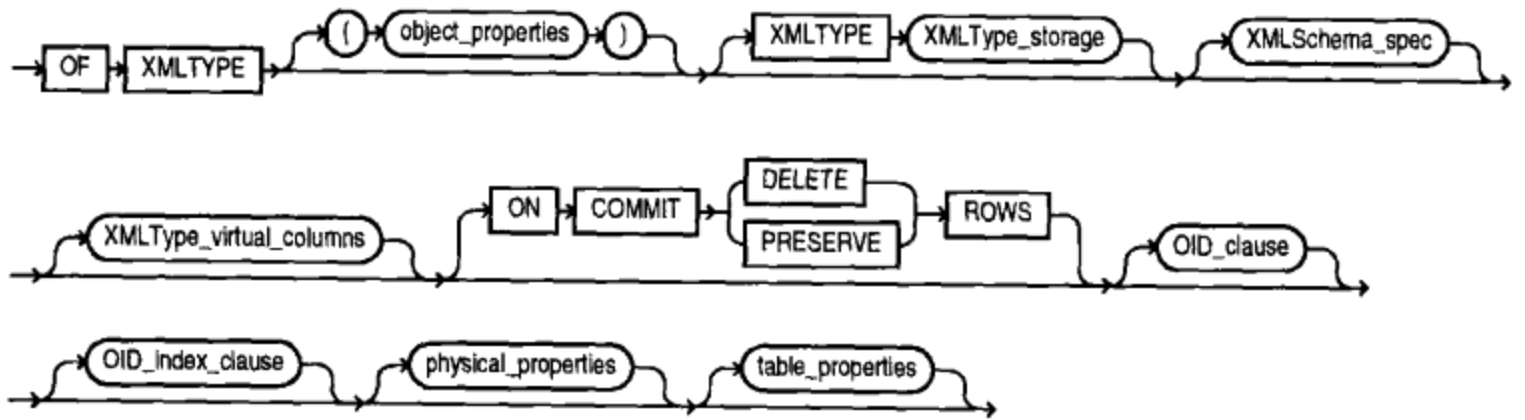 OF XMLTYPE ( object_properties ) XMLTYPE XMLType_storage XMLSchema_spec
XMLType_virtual_columns ON COMMIT DELETE PRESERVE ROWS OID_clause
OID_index_clause physical_properties table_properties